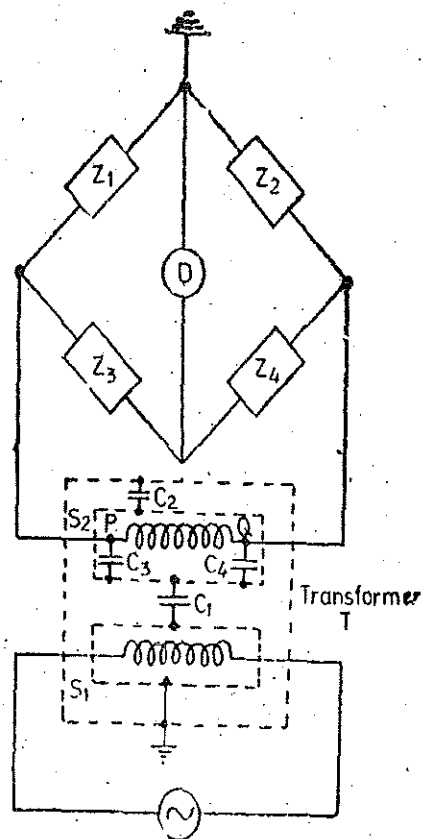 Z1 Z2
D
Z3 Z4
C2
S2 P Q
C3 C4
C1
Transformer
T
S1